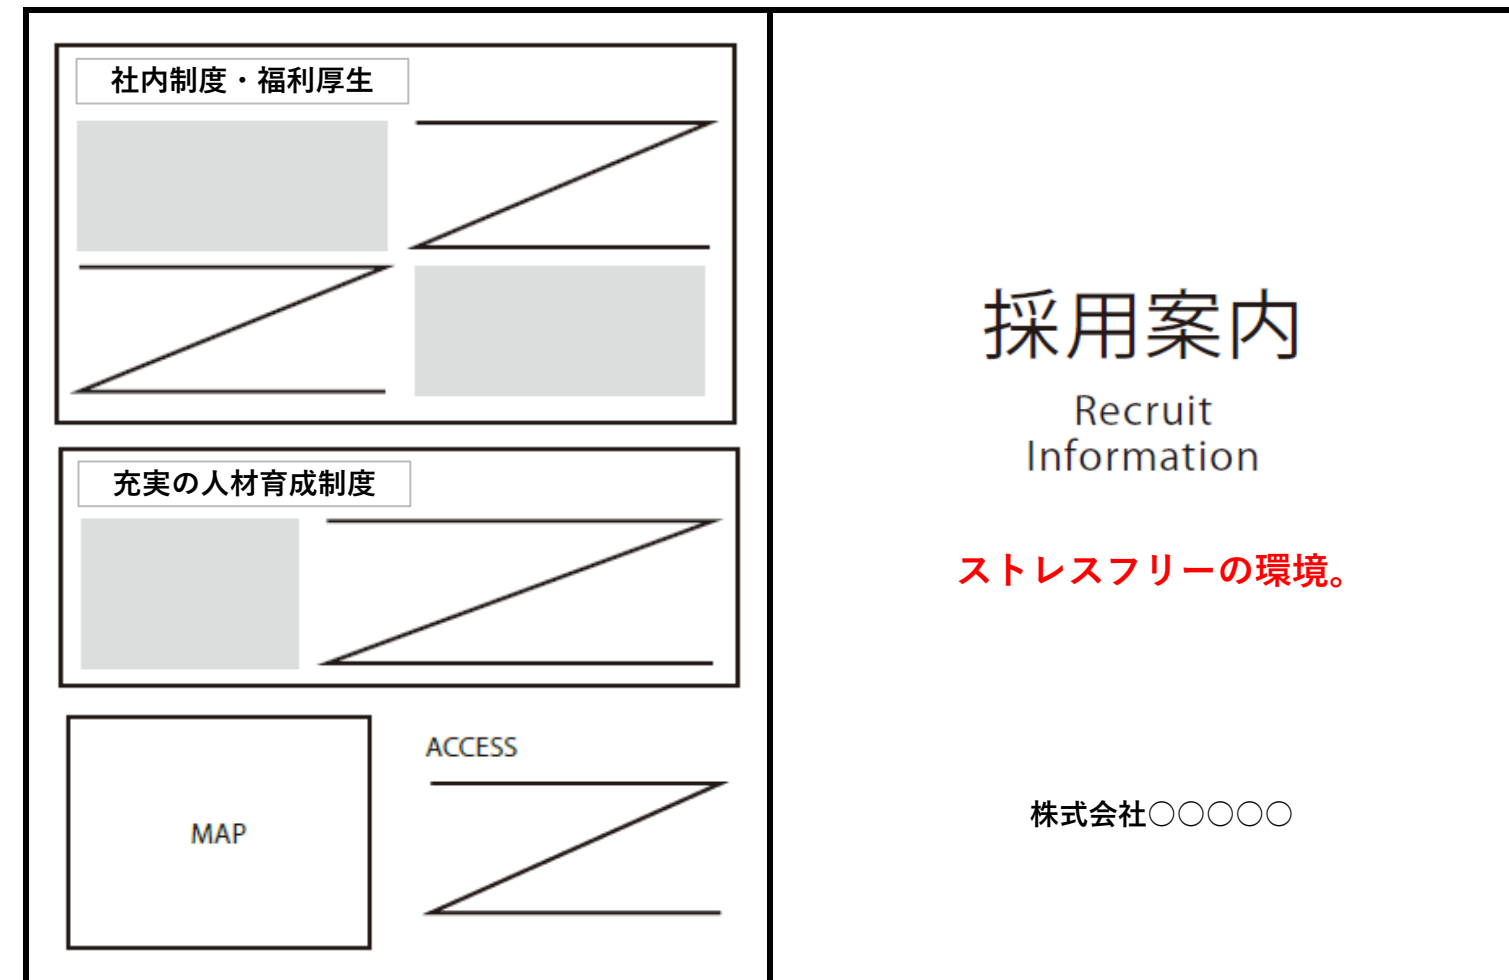 社内制度・福利厚生
充実の人材育成制度
MAP
ACCESS
採用案内
Recruit
Information
ストレスフリーの環境。
株式会社○○○○○